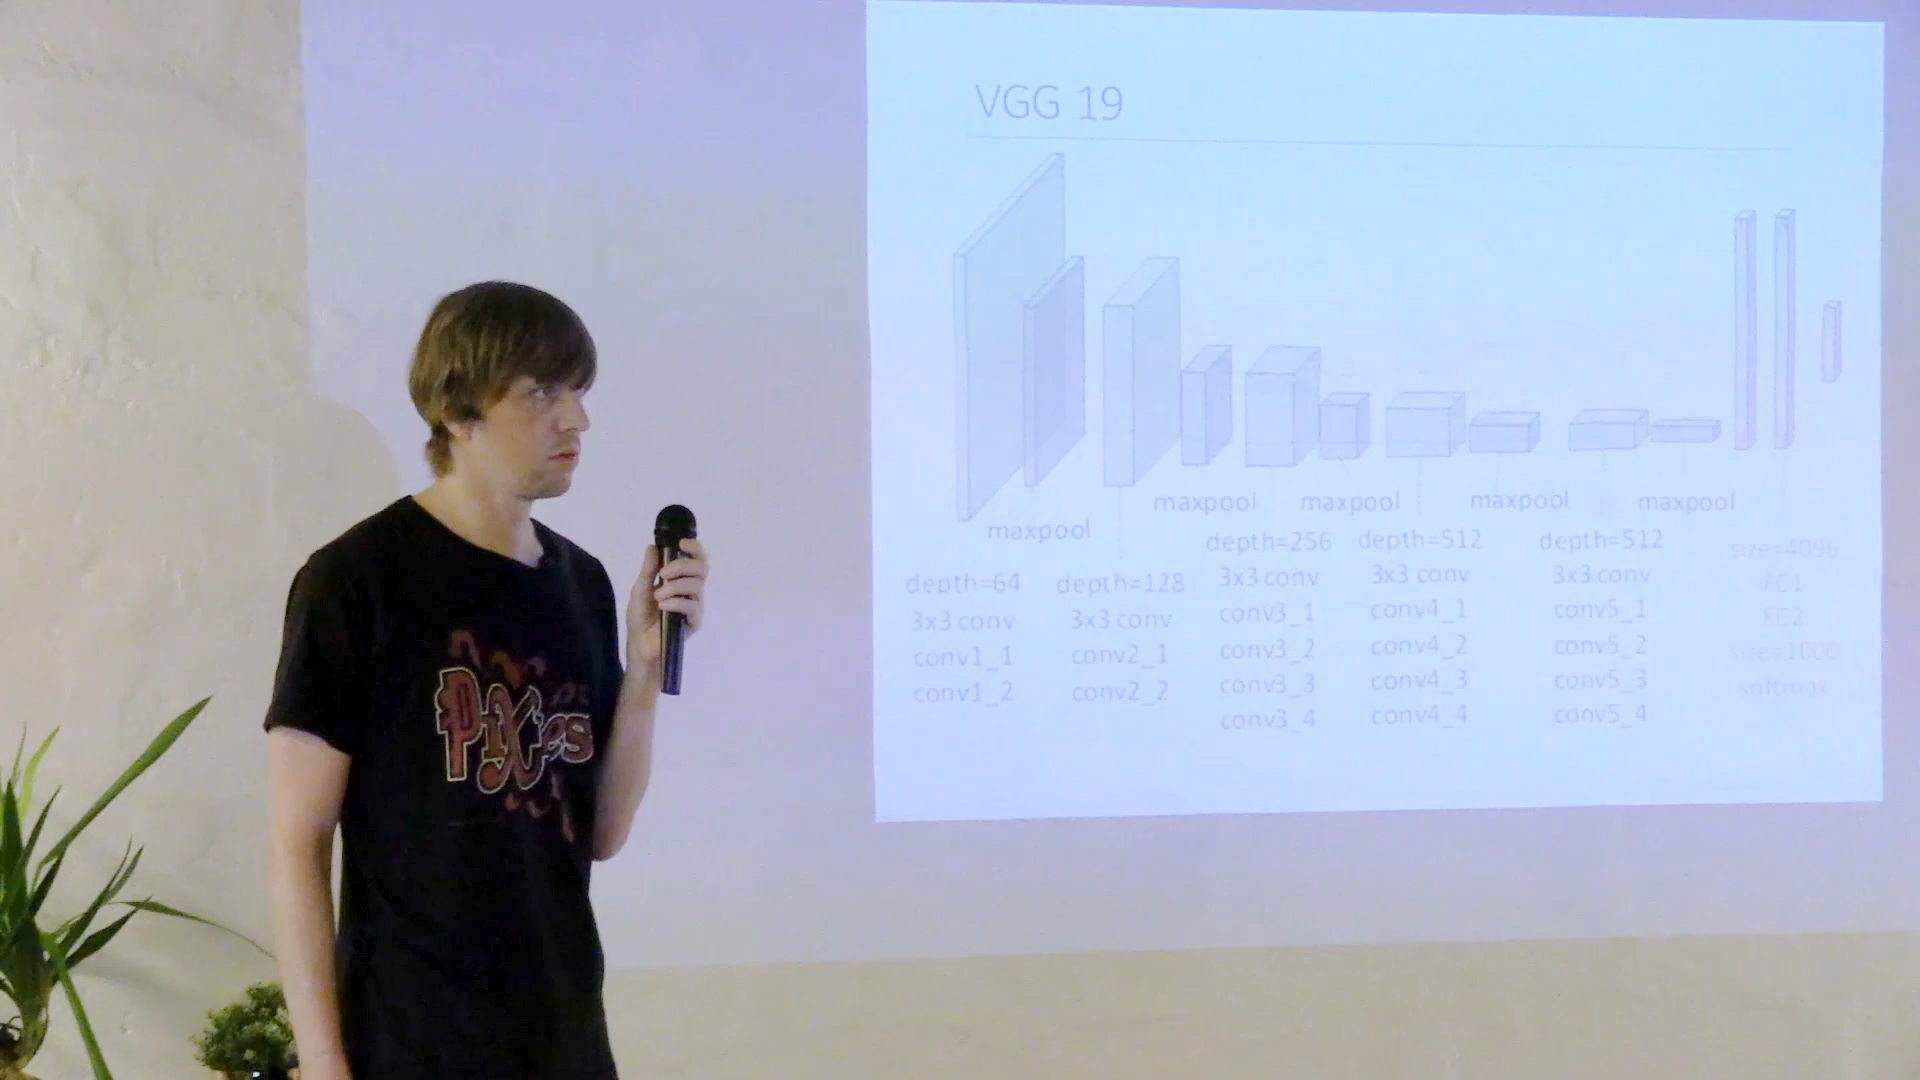 VGG 19
maxpool
maxpool
maxpool
maxpool
maxpool
depth=64
3x3 conv
conv1_1
conv1_2
depth=128
3x3 conv
conv2_1
conv2_2
depth=256
3x3 conv
conv3_1
conv3_2
conv3_3
conv3_4
depth=512
3x3 conv
conv4_1
conv4_2
conv4_3
conv4_4
depth=512
3x3 conv
conv5_1
conv5_2
conv5_3
conv5_4
size=4096
FC1
FC2
size=1000
softmax
PIXIES